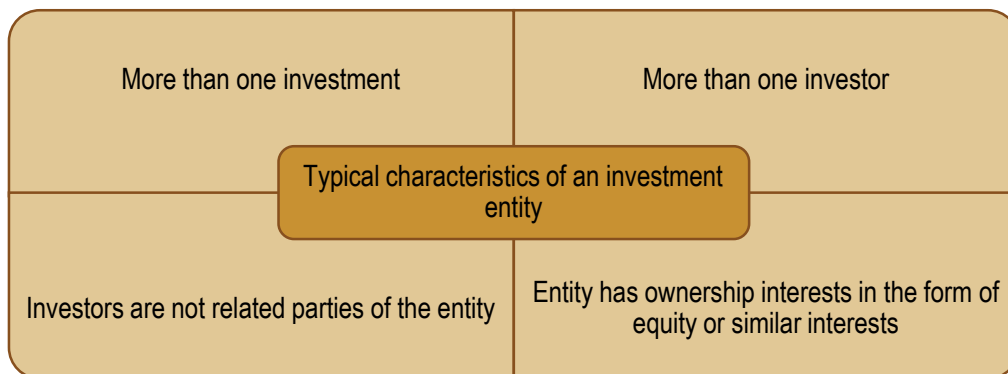 More than one investment
More than one investor
Typical characteristics of an investment
entity
Investors are not related parties of the entity
Entity has ownership interests in the form of
equity or similar interests